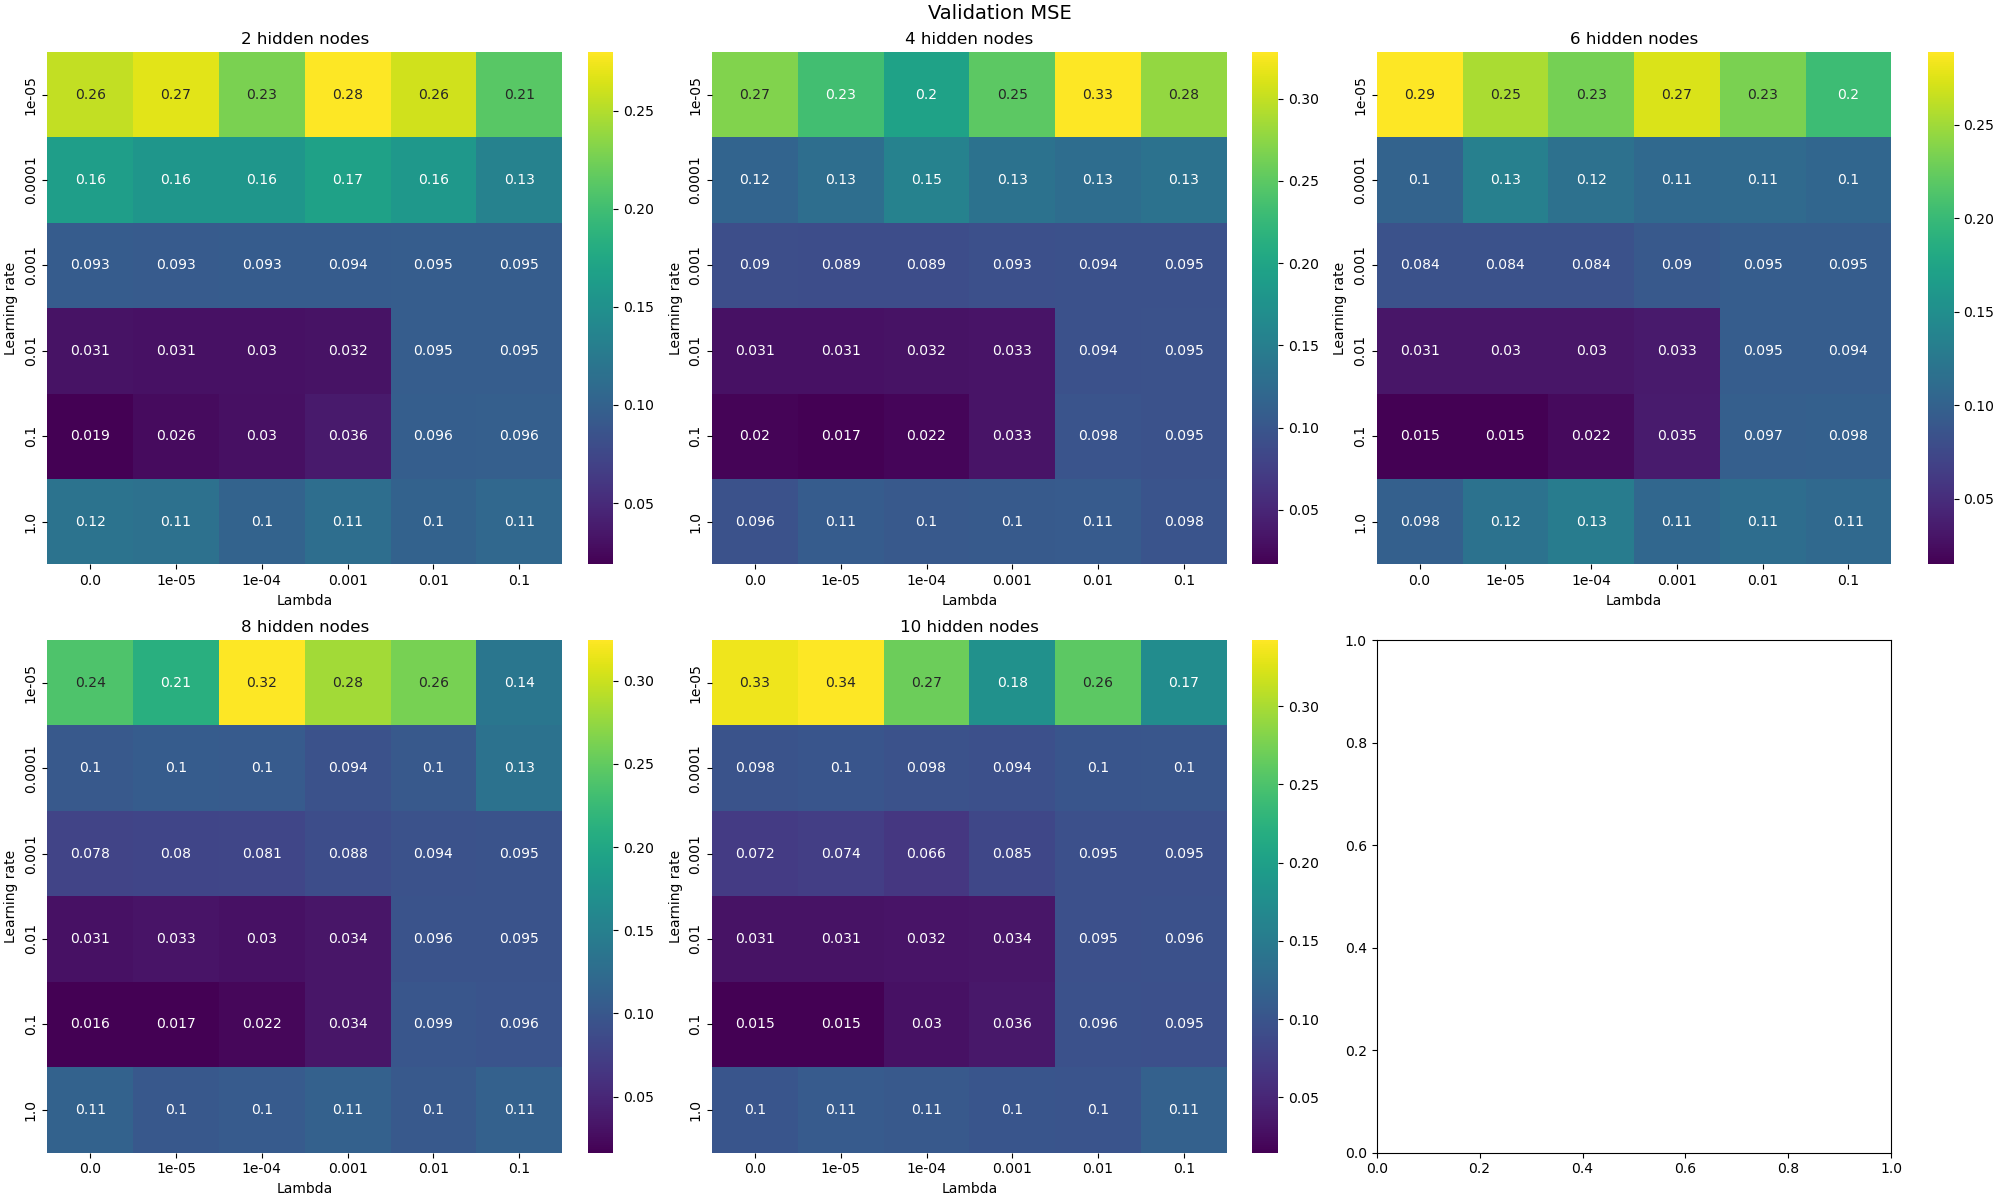 Validation MSE
2 hidden nodes
Learning rate
1e-05 0.26 0.27 0.23 0.28 0.26 0.21
0.0001 0.16 0.16 0.16 0.17 0.16 0.13
0.001 0.093 0.093 0.093 0.094 0.095 0.095
0.01 0.031 0.031 0.03 0.032 0.095 0.095
0.1 0.019 0.026 0.03 0.036 0.096 0.096
1.0 0.12 0.11 0.1 0.11 0.1 0.11
0.0 1e-05 1e-04 0.001 0.01 0.1
Lambda
0.25
0.20
0.15
0.10
0.05
4 hidden nodes
Learning rate
1e-05 0.27 0.23 0.2 0.25 0.33 0.28
0.0001 0.12 0.13 0.15 0.13 0.13 0.13
0.001 0.09 0.089 0.089 0.093 0.094 0.095
0.01 0.031 0.031 0.032 0.033 0.094 0.095
0.1 0.02 0.017 0.022 0.033 0.098 0.095
1.0 0.096 0.11 0.1 0.1 0.11 0.098
0.0 1e-05 1e-04 0.001 0.01 0.1
Lambda
0.30
0.25
0.20
0.15
0.10
0.05
6 hidden nodes
Learning rate
1e-05 0.29 0.25 0.23 0.27 0.23 0.2
0.0001 0.1 0.13 0.12 0.11 0.11 0.1
0.001 0.084 0.084 0.084 0.09 0.095 0.095
0.01 0.031 0.03 0.03 0.033 0.095 0.094
0.1 0.015 0.015 0.022 0.035 0.097 0.098
1.0 0.098 0.12 0.13 0.11 0.11 0.11
0.0 1e-05 1e-04 0.001 0.01 0.1
Lambda
0.25
0.20
0.15
0.10
0.05
8 hidden nodes
Learning rate
1e-05 0.24 0.21 0.32 0.28 0.26 0.14
0.0001 0.1 0.1 0.1 0.094 0.1 0.13
0.001 0.078 0.08 0.081 0.088 0.094 0.095
0.01 0.031 0.033 0.03 0.034 0.096 0.095
0.1 0.016 0.017 0.022 0.034 0.099 0.096
1.0 0.11 0.1 0.1 0.11 0.1 0.11
0.0 1e-05 1e-04 0.001 0.01 0.1
Lambda
0.30
0.25
0.20
0.15
0.10
0.05
10 hidden nodes
Learning rate
1e-05 0.33 0.34 0.27 0.18 0.26 0.17
0.0001 0.098 0.1 0.098 0.094 0.1 0.1
0.001 0.072 0.074 0.066 0.085 0.095 0.095
0.01 0.031 0.031 0.032 0.034 0.095 0.096
0.1 0.015 0.015 0.03 0.036 0.096 0.095
1.0 0.1 0.11 0.11 0.1 0.1 0.11
0.0 1e-05 1e-04 0.001 0.01 0.1
Lambda
0.30
0.25
0.20
0.15
0.10
0.05
1.0
0.8
0.6
0.4
0.2
0.0
0.0 0.2 0.4 0.6 0.8 1.0